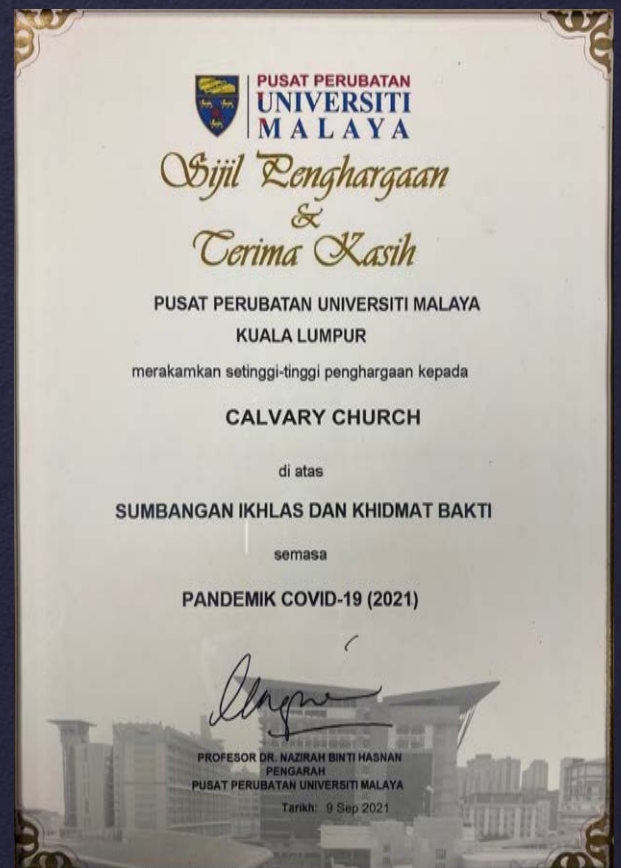 PUSAT PERUBATAN
UNIVERSITI
MALAYA
Sijil Penghargaan
&
Terima Kasih
PUSAT PERUBATAN UNIVERSITI MALAYA
KUALA LUMPUR
merakamkan setinggi-tinggi penghargaan kepada
CALVARY CHURCH
di atas
SUMBANGAN IKHLAS DAN KHIDMAT BAKTI
semasa
PANDEMIK COVID-19 (2021)
PROFESOR DR. NAZIRAH BINTI HASNAN
PENGARAH
PUSAT PERUBATAN UNIVERSITI MALAYA
Tarikh: 9 Sep 2021